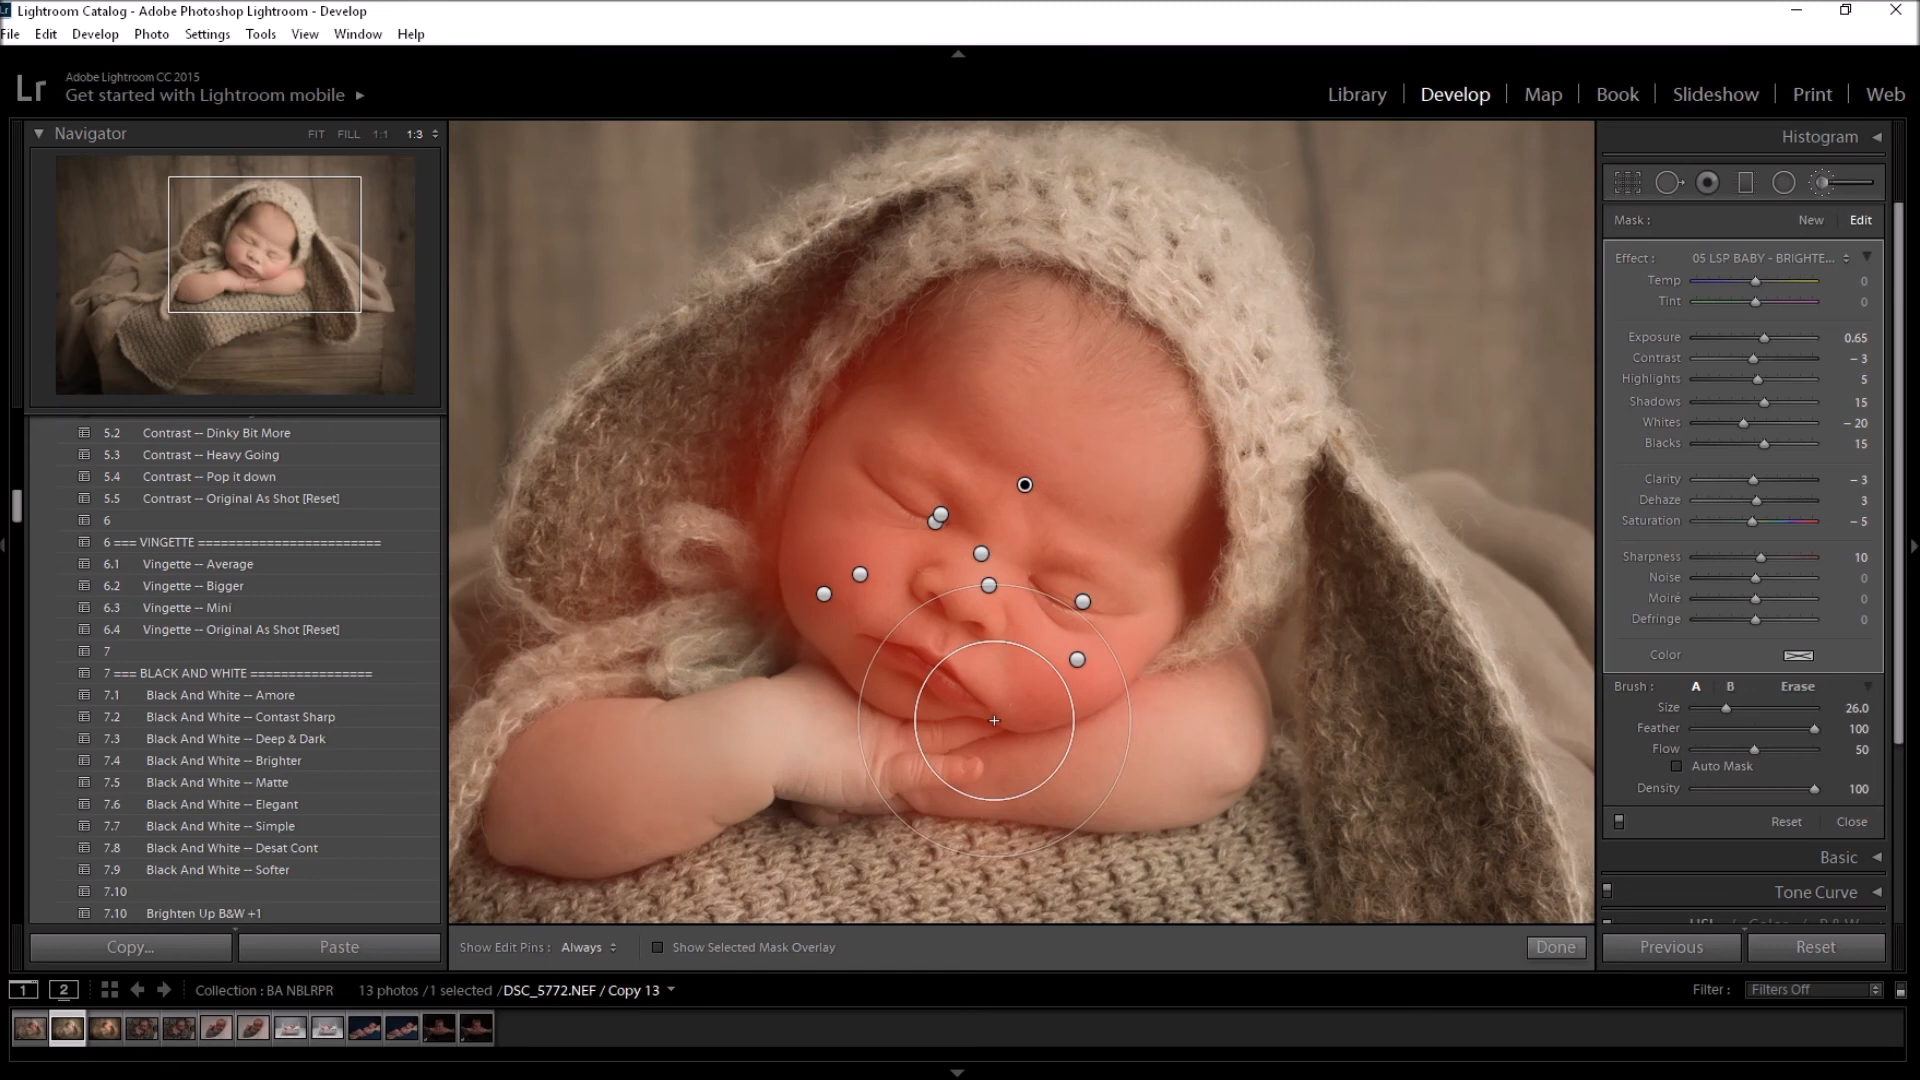 Lightroom Catalog - Adobe Photoshop Lightroom - Develop
File Edit Develop Photo Settings Tools View Window Help
Lr
Adobe Lightroom CC 2015
Get started with Lightroom mobile
Library Develop Map Book Slideshow Print Web
Navigator FIT FILL 1:1 1:3
5.2 Contrast -- Dinky Bit More
5.3 Contrast -- Heavy Going
5.4 Contrast -- Pop it down
5.5 Contrast -- Original As Shot [Reset]
6
6 === VINGETTE ========================
6.1 Vingette -- Average
6.2 Vingette -- Bigger
6.3 Vingette -- Mini
6.4 Vingette -- Original As Shot [Reset]
7
7 === BLACK AND WHITE ================
7.1 Black And White -- Amore
7.2 Black And White -- Contast Sharp
7.3 Black And White -- Deep & Dark
7.4 Black And White -- Brighter
7.5 Black And White -- Matte
7.6 Black And White -- Elegant
7.7 Black And White -- Simple
7.8 Black And White -- Desat Cont
7.9 Black And White -- Softer
7.10
7.10 Brighten Up B&W +1
Copy... Paste
Show Edit Pins : Always Show Selected Mask Overlay Done
Histogram
Mask : New Edit
Effect : 05 LSP BABY - BRIGHTE...
Temp 0
Tint 0
Exposure 0.65
Contrast – 3
Highlights 5
Shadows 15
Whites – 20
Blacks 15
Clarity – 3
Dehaze 3
Saturation – 5
Sharpness 10
Noise 0
Moiré 0
Defringe 0
Color
Brush : A B Erase
Size 26.0
Feather 100
Flow 50
Auto Mask
Density 100
Reset Close
Basic
Tone Curve
HSL / Color / B & W
Previous Reset
1 2 Collection : BA NBLRPR 13 photos /1 selected /DSC_5772.NEF / Copy 13 Filter : Filters Off